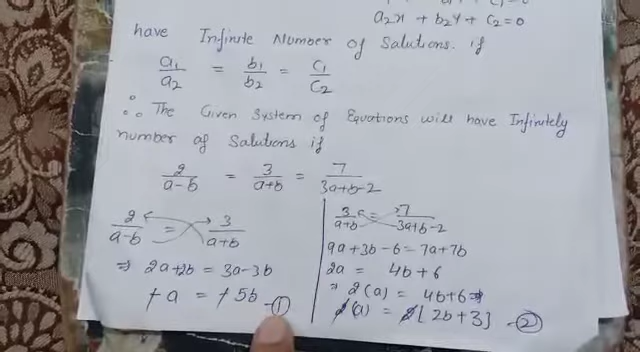 a2x + b2y + c2=0
have Infinite Number of Salutions. if
a1/a2 = b1/b2 = c1/c2
∴ The Given System of Equations will have Infinitely
number of Salutions if
2/(a-b) = 3/(a+b) = 7/(3a+b-2)
2/(a-b) = 3/(a+b)
⇒ 2a+2b = 3a-3b
+a = +5b -①
3/(a+b) = 7/(3a+b-2)
9a+3b-6 = 7a+7b
2a = 4b+6
⇒ 2(a) = 4b+6⇒
2(a) = 2[2b+3] -②